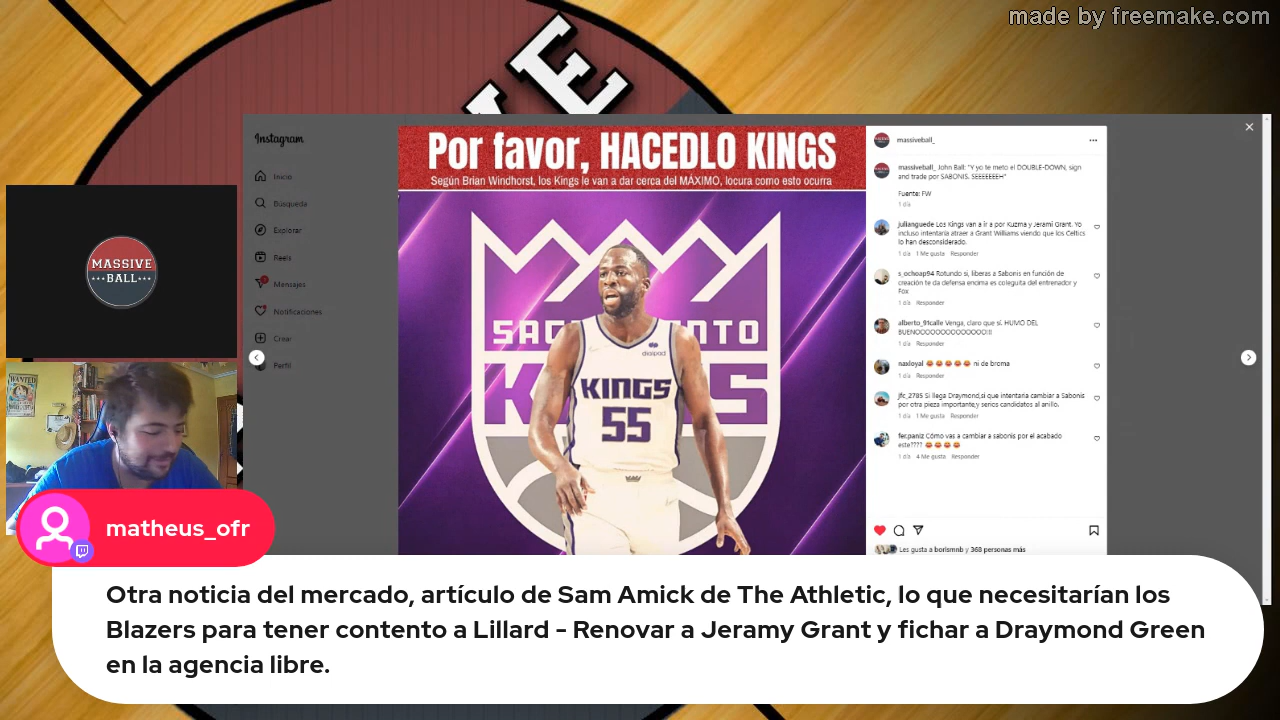 made by freemake.com
E
Instagram
Inicio
Búsqueda
Explorar
Reels
Mensajes
Notificaciones
Crear
Perfil
Por favor, HACEDLO KINGS
Según Brian Windhorst, los Kings le van a dar cerca del MÁXIMO, locura como esto ocurra
SAC NTO
dialpad
KINGS
55
massiveball_
massiveball_ John Ball: "Y yo te meto el DOUBLE-DOWN, sign
and trade por SABONIS. SEEEEEEH"
Fuente: FW
1 día
julianguede Los Kings van a ir a por Kuzma y Jerami Grant. Yo
incluso intentaria atraer a Grant Williams viendo que los Celtics
lo han desconsiderado.
1 día 1 Me gusta Responder
s_ochoap94 Rotundo si, liberas a Sabonis en función de
creación te da defensa encima es coleguita del entrenador y
Fox
1 día Responder
alberto_91calle Venga, claro que sí. HUMO DEL
BUENOOOOOOOOOOOOO!!!
1 día Responder
naxloyal 😂😂😂😂😂 ni de broma
1 día Responder
jfc_2785 Si llega Draymond,si que intentaria cambiar a Sabonis
por otra pieza importante,y serios candidatos al anillo.
1 día 1 Me gusta Responder
fer.paniz Cómo vas a cambiar a sabonis por el acabado
este???? 😂😂😂😂
1 día 4 Me gusta Responder
Les gusta a borismnb y 368 personas más
MASSIVE
BALL
WANTED
matheus_ofr
Otra noticia del mercado, artículo de Sam Amick de The Athletic, lo que necesitarían los
Blazers para tener contento a Lillard - Renovar a Jeramy Grant y fichar a Draymond Green
en la agencia libre.